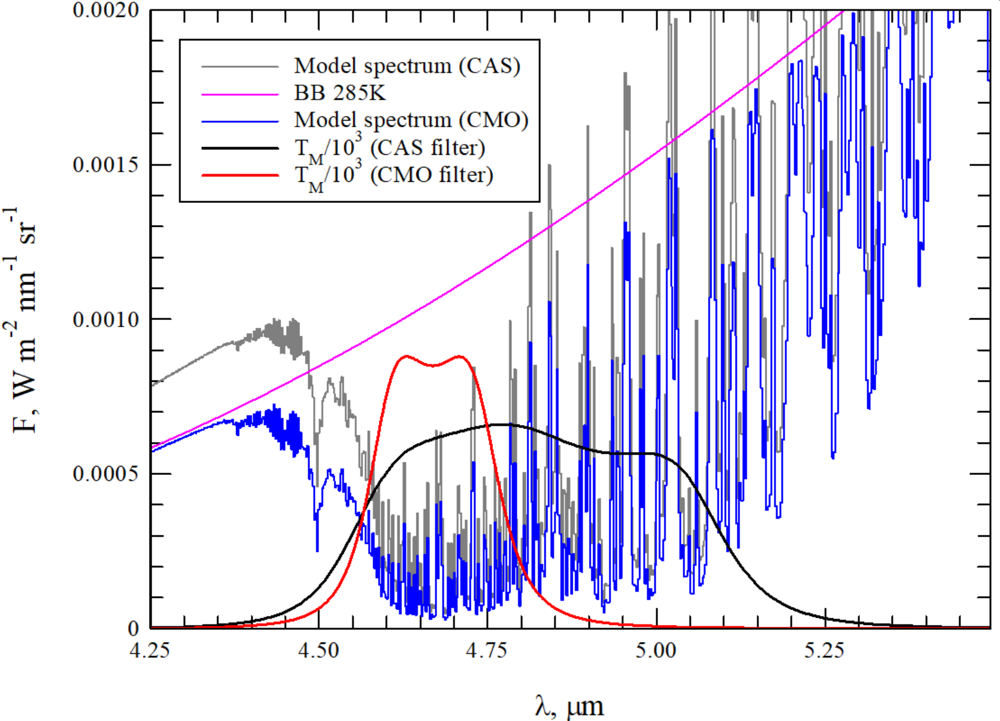 0.0020
0.0015
0.0010
0.0005
0
F, W m⁻² nm⁻¹ sr⁻¹
Model spectrum (CAS)
BB 285K
Model spectrum (CMO)
T_M/10³ (CAS filter)
T_M/10³ (CMO filter)
4.25 4.50 4.75 5.00 5.25
λ, μm